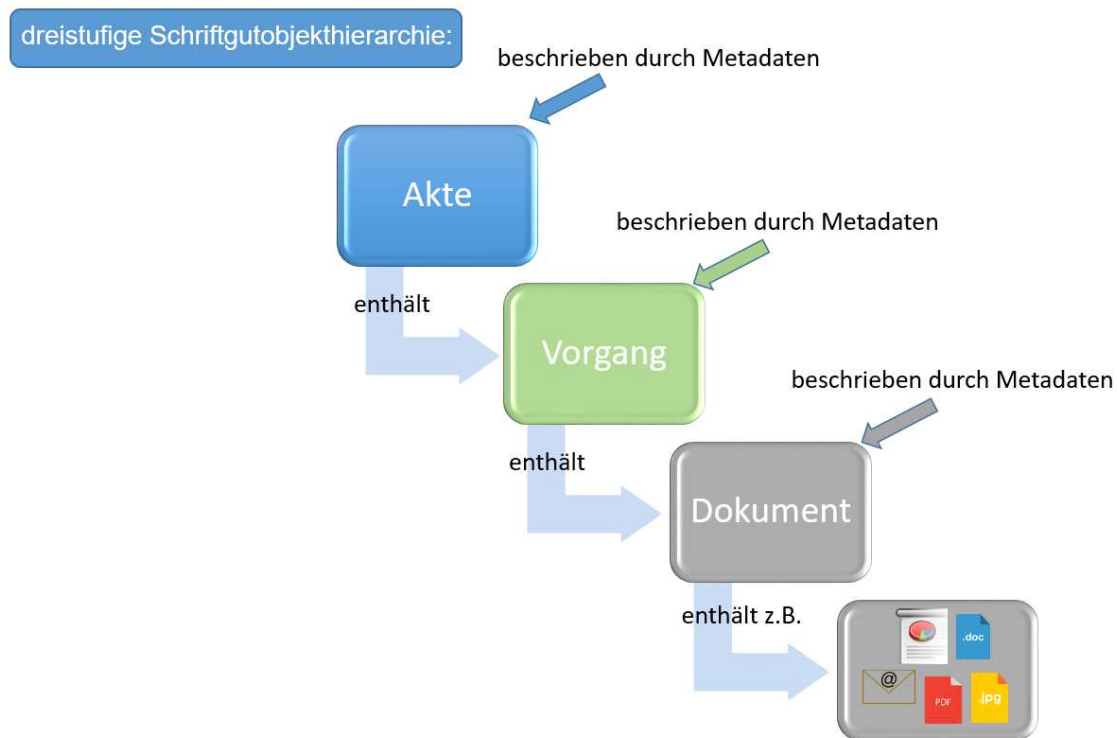 dreistufige Schriftgutobjekthierarchie:
beschrieben durch Metadaten
Akte
beschrieben durch Metadaten
enthält
Vorgang
beschrieben durch Metadaten
enthält
Dokument
enthält z.B.
.doc
@
PDF
.jpg